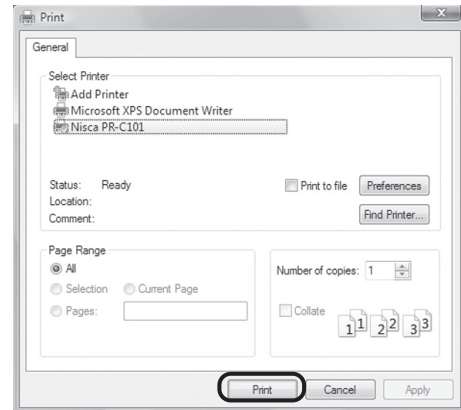 Print
General
Select Printer
Add Printer
Microsoft XPS Document Writer
Nisca PR-C101
Status: Ready
Print to file
Preferences
Location:
Comment:
Find Printer...
Page Range
All
Selection
Current Page
Pages:
Number of copies: 1
Collate
1 1 2 2 3 3
Print
Cancel
Apply